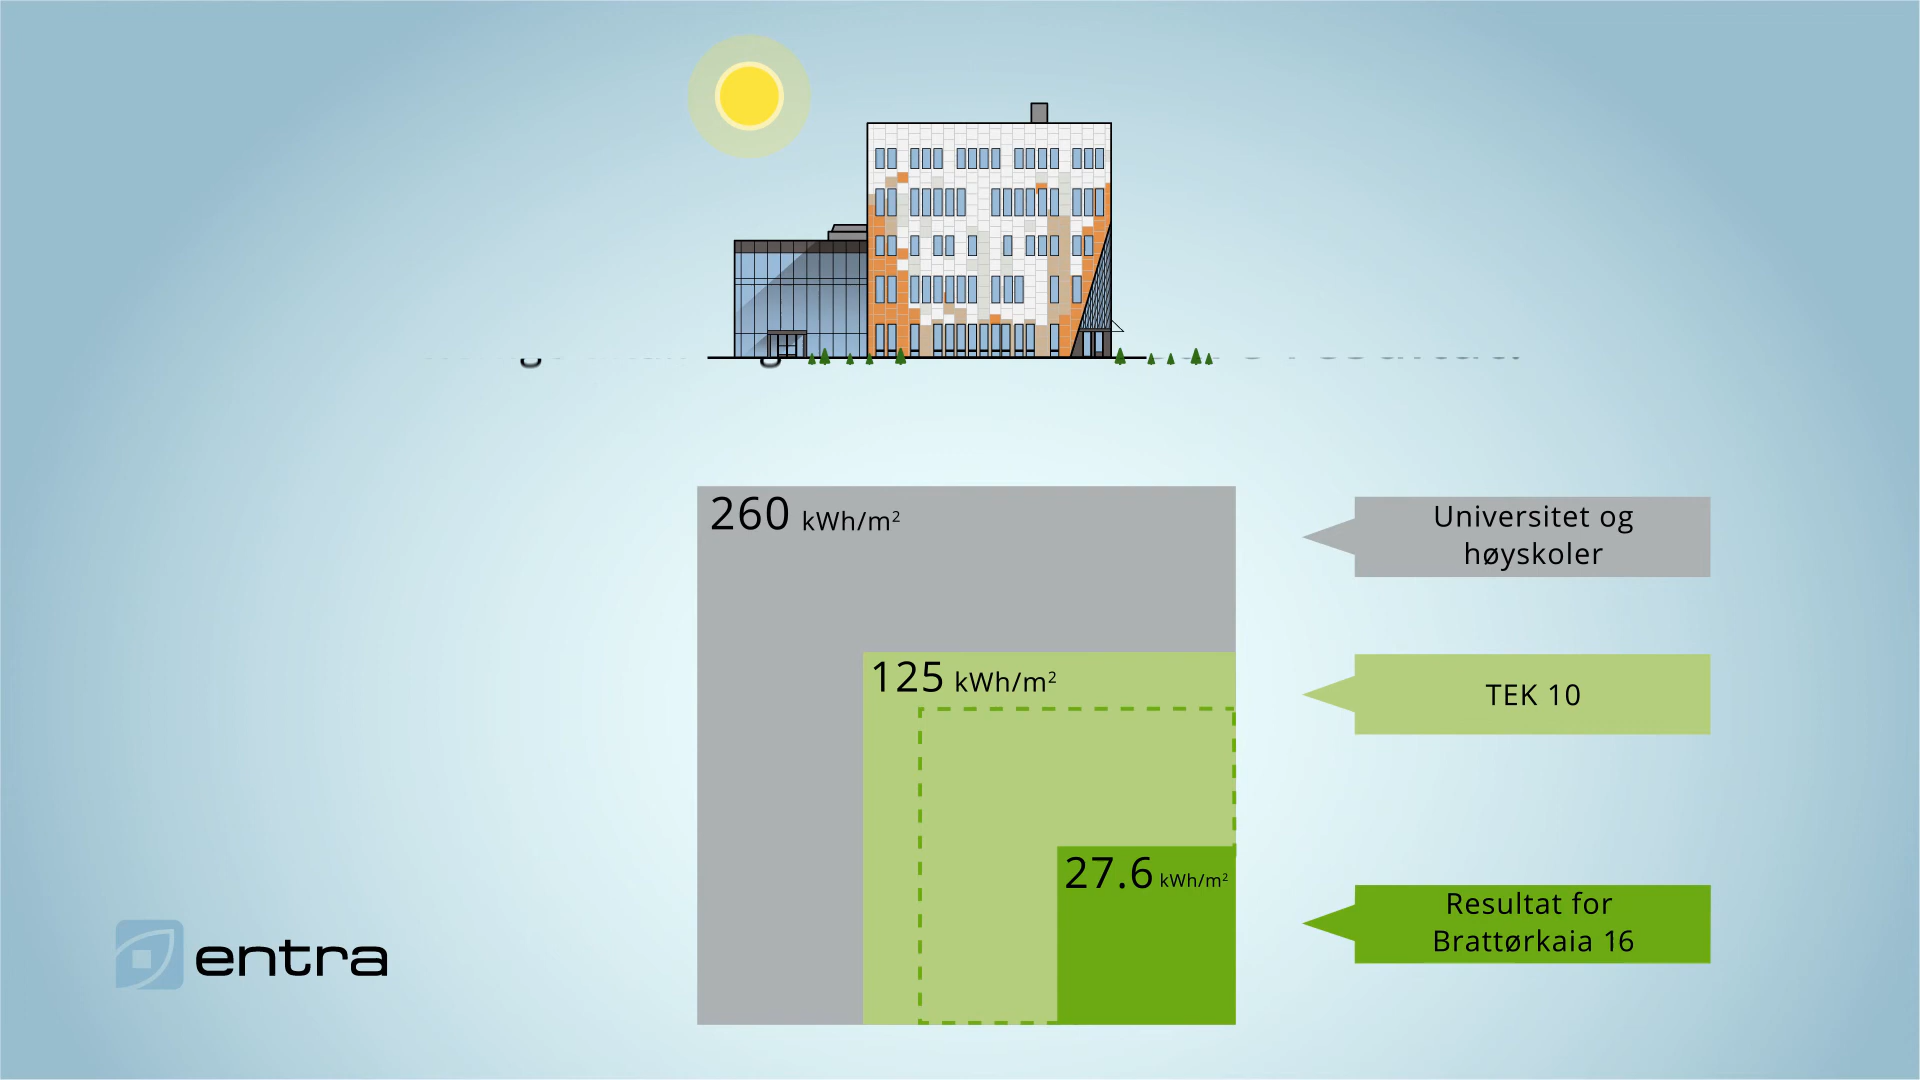 260 kWh/m²
Universitet og
høyskoler
125 kWh/m²
TEK 10
27.6 kWh/m²
Resultat for
Brattørkaia 16
entra